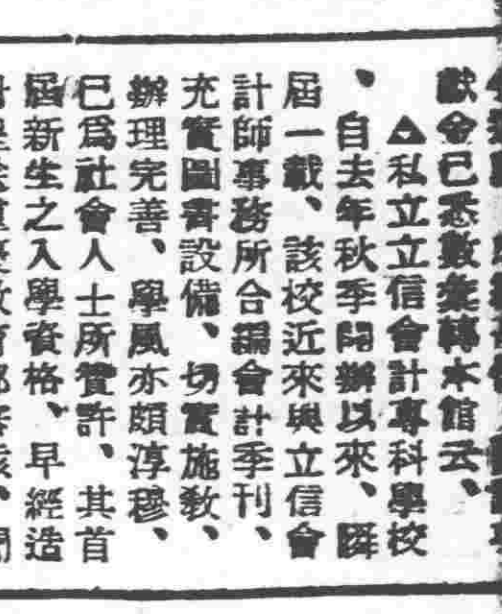 獻金已悉數彙轉本館云、
▲私立立信會計專科學校
、自去年秋季開辦以來、瞬
屆一載、該校近來與立信會
計師事務所合編會計季刊、
充實圖書設備、切實施敎、
辦理完善、學風亦頗淳穆、
已爲社會人士所贊許、其首
屆新生之入學資格、早經造